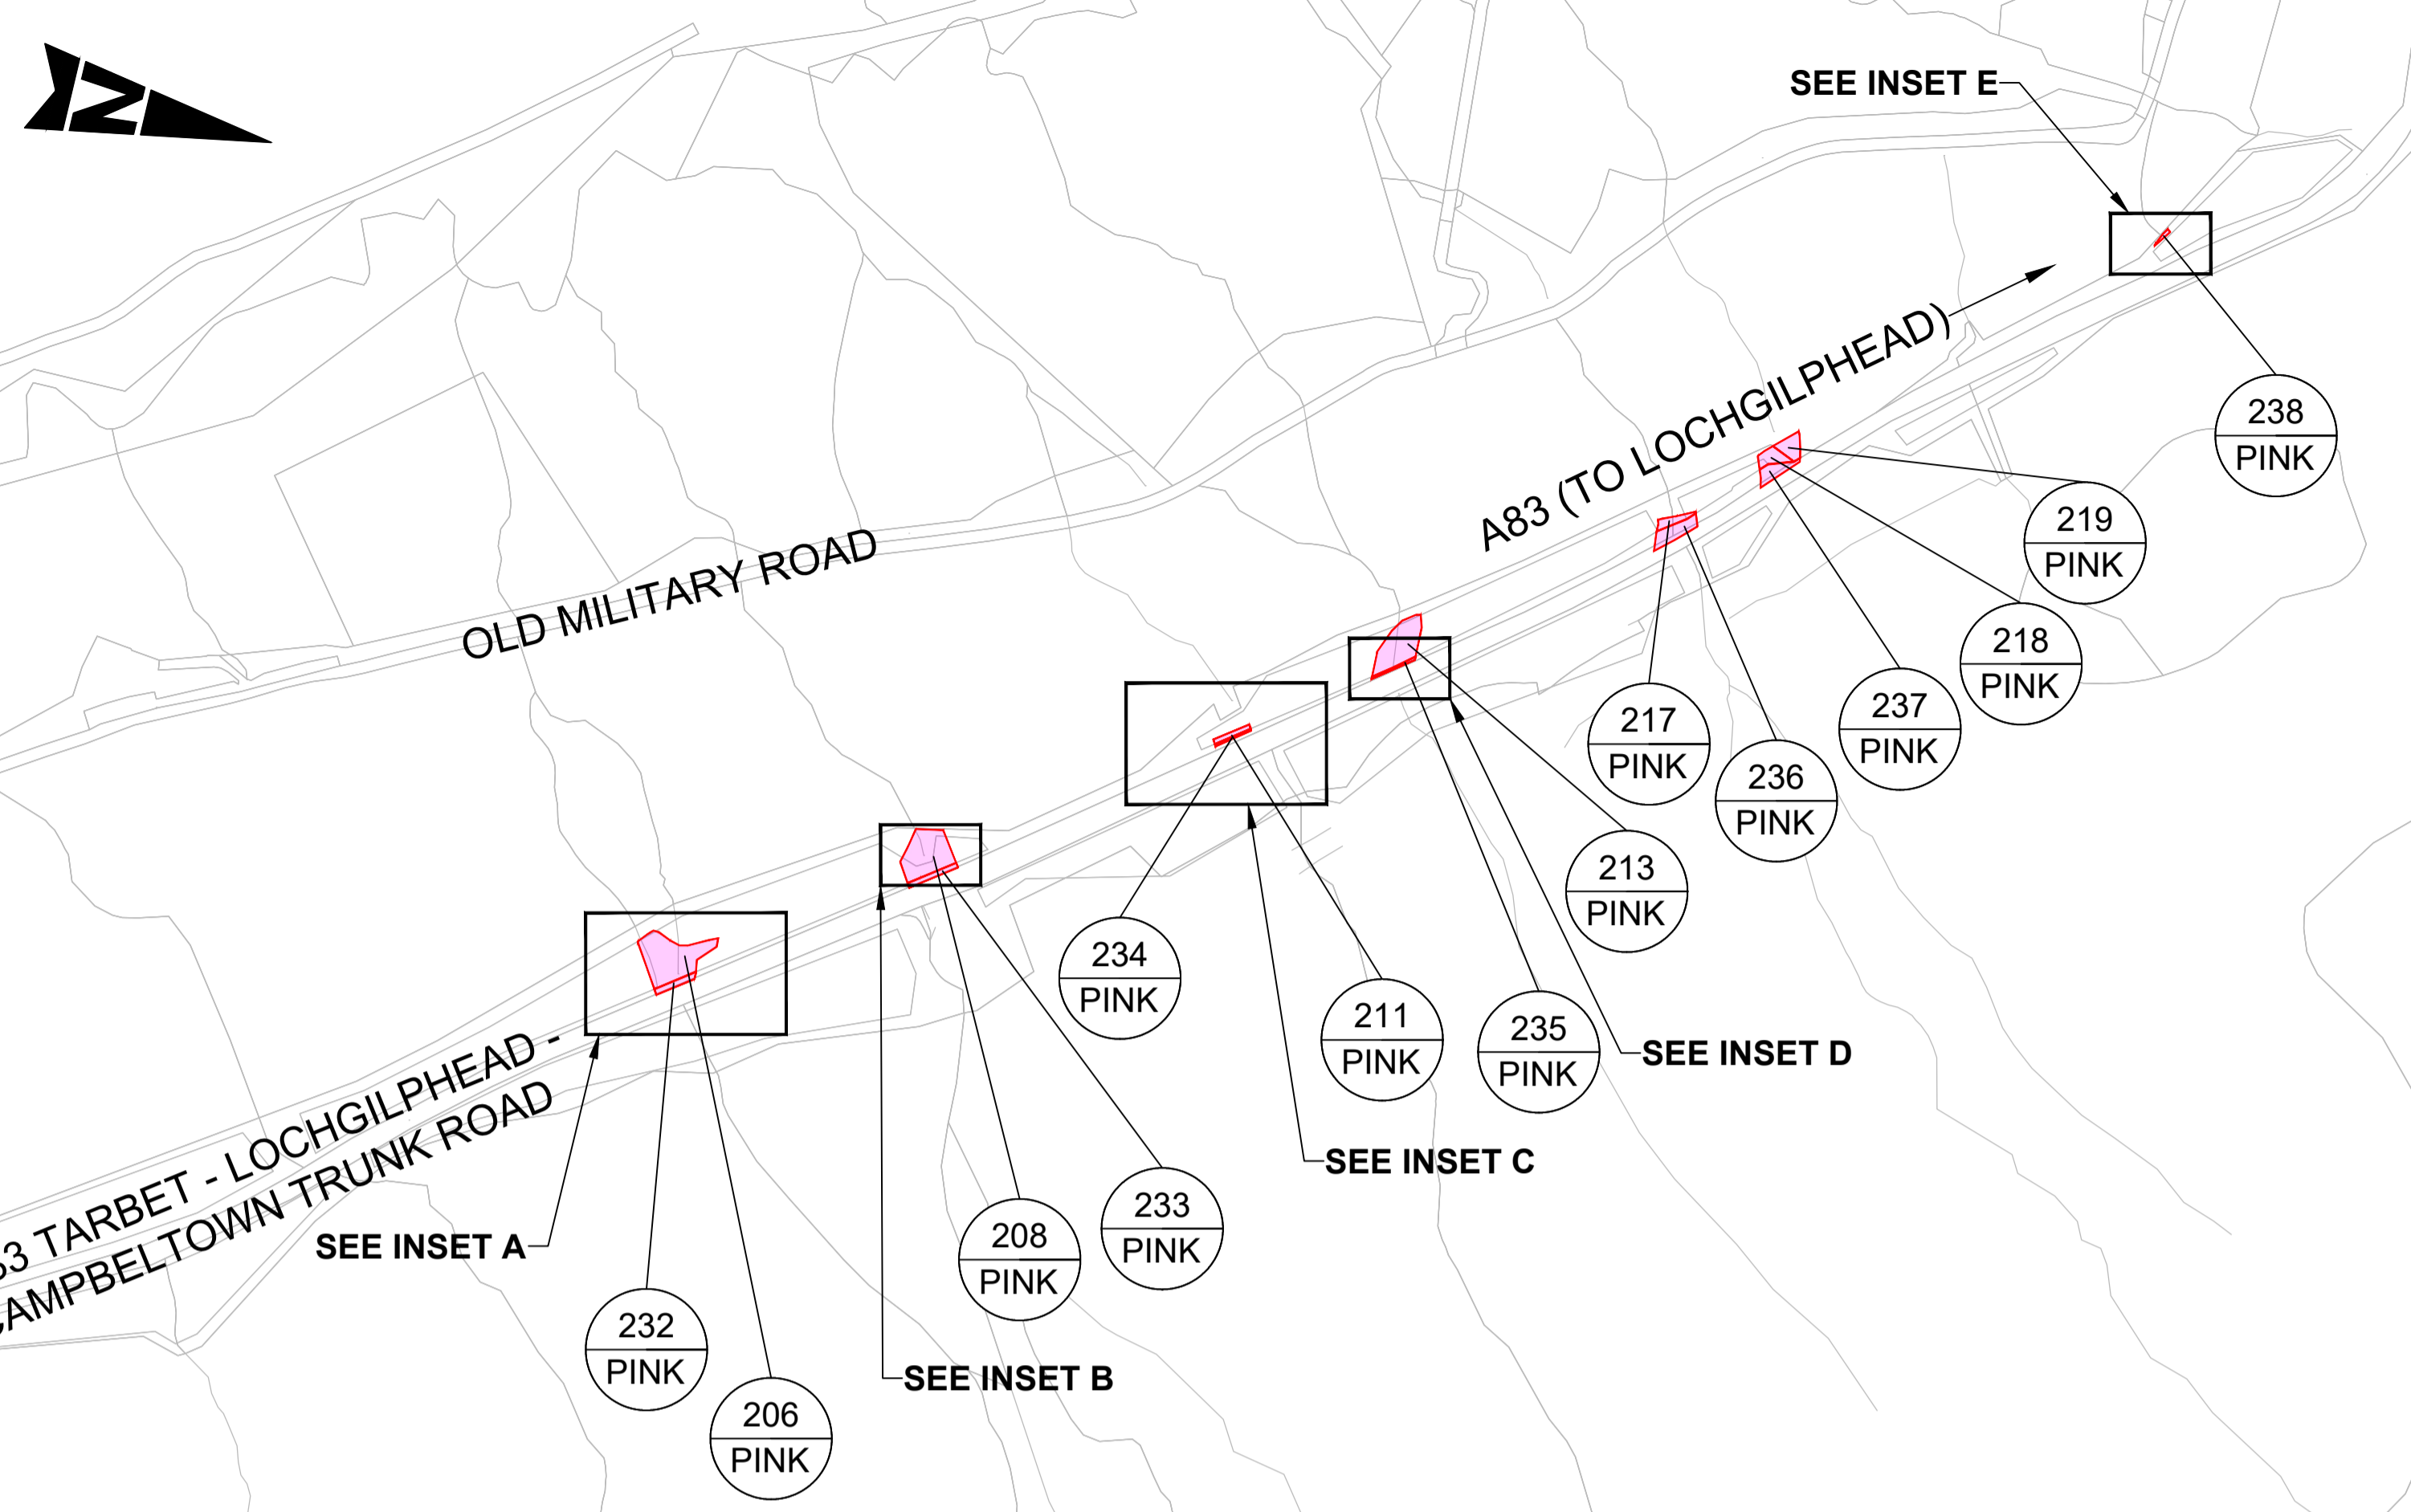 N
SEE INSET E
A83 (TO LOCHGILPHEAD)
238
PINK
219
PINK
OLD MILITARY ROAD
218
PINK
237
PINK
217
PINK
236
PINK
213
PINK
234
PINK
211
PINK
235
PINK
SEE INSET D
TARBET - LOCHGILPHEAD -
CAMPBELTOWN TRUNK ROAD
SEE INSET C
SEE INSET A
233
PINK
208
PINK
232
PINK
SEE INSET B
206
PINK